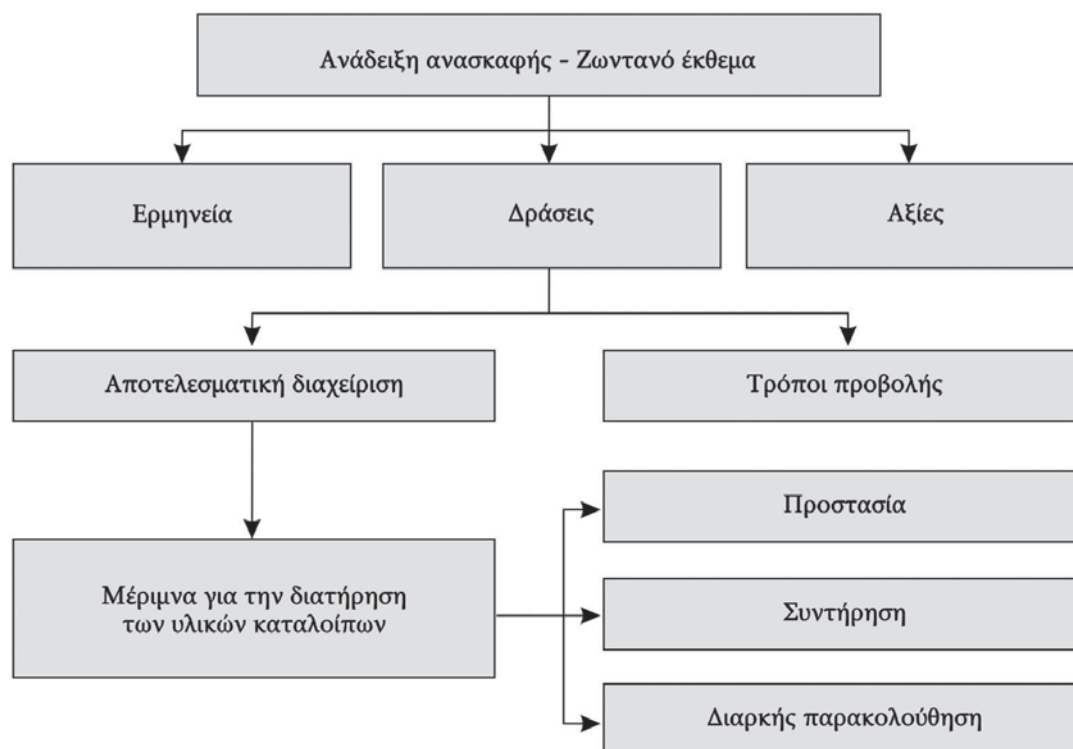 Ανάδειξη ανασκαφής - Ζωντανό έκθεμα
Ερμηνεία
Δράσεις
Αξίες
Αποτελεσματική διαχείριση
Τρόποι προβολής
Μέριμνα για την διατήρηση
των υλικών καταλοίπων
Προστασία
Συντήρηση
Διαρκής παρακολούθηση